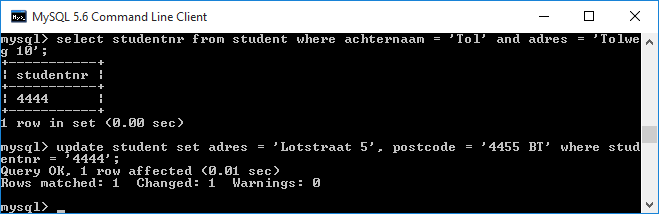 MySQL 5.6 Command Line Client
mysql> select studentnr from student where achternaam = 'Tol' and adres = 'Tolwe
g 10';
+-----------+
| studentnr |
+-----------+
| 4444      |
+-----------+
1 row in set (0.00 sec)
mysql> update student set adres = 'Lotstraat 5', postcode = '4455 BT' where stud
entnr = '4444';
Query OK, 1 row affected (0.01 sec)
Rows matched: 1  Changed: 1  Warnings: 0
mysql> _